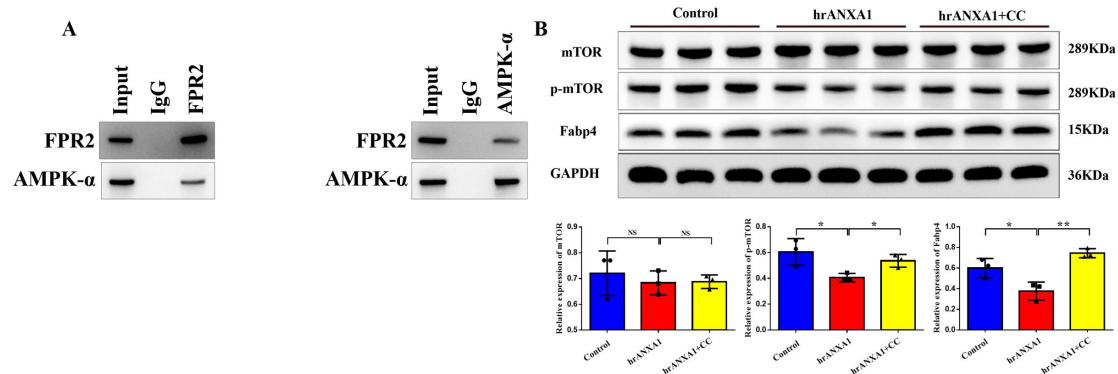 A
Input
IgG
FPR2
FPR2
AMPK-α
Input
IgG
AMPK-α
FPR2
AMPK-α
B
Control
hrANXA1
hrANXA1+CC
mTOR
289KDa
p-mTOR
289KDa
Fabp4
15KDa
GAPDH
36KDa
Relative expression of mTOR
0.9
0.8
0.7
0.6
0.5
NS
NS
Control
hrANXA1
hrANXA1+CC
Relative expression of p-mTOR
0.8
0.6
0.4
0.2
0.0
*
*
Control
hrANXA1
hrANXA1+CC
Relative expression of Fabp4
1.0
0.8
0.6
0.4
0.2
0.0
*
**
Control
hrANXA1
hrANXA1+CC